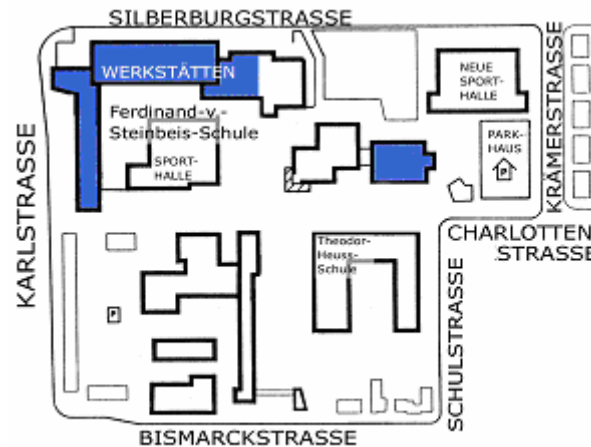 SILBERBURGSTRASSE
WERKSTÄTTEN
Ferdinand-v.-
Steinbeis-Schule
SPORT-
HALLE
NEUE
SPORT-
HALLE
PARK-
HAUS
P
KRÄMERSTRASSE
KARLSTRASSE
CHARLOTTEN
STRASSE
Theodor-
Heuss-
Schule
P
SCHULSTRASSE
BISMARCKSTRASSE